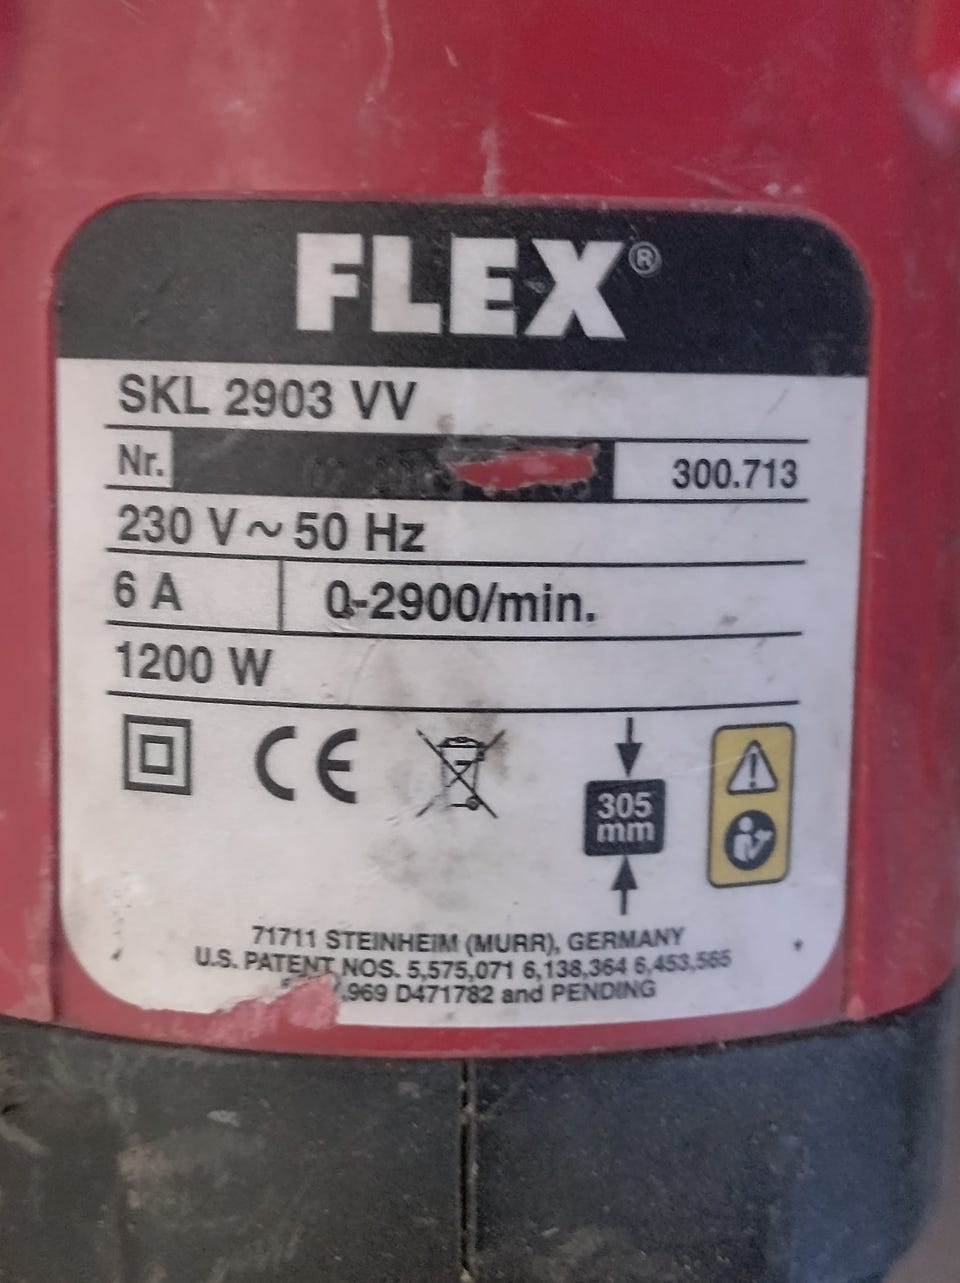 FLEX®
SKL 2903 VV
Nr. 300.713
230 V ~ 50 Hz
6 A 0-2900/min.
1200 W
CE
305
mm
71711 STEINHEIM (MURR), GERMANY
U.S. PATENT NOS. 5,575,071 6,138,364 6,453,565
,969 D471782 and PENDING